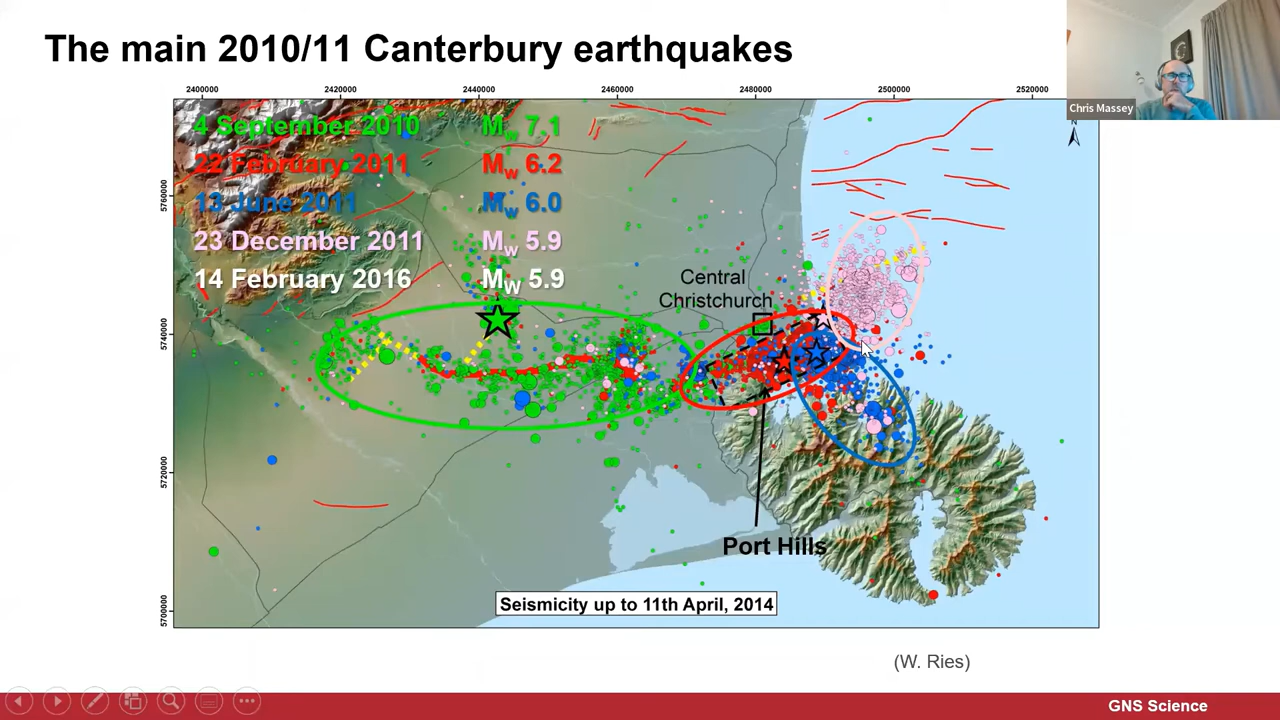 The main 2010/11 Canterbury earthquakes
Chris Massey
2400000 2420000 2440000 2460000 2480000 2500000 2520000
N
4 September 2010 Mw 7.1
22 February 2011 Mw 6.2
13 June 2011 Mw 6.0
23 December 2011 Mw 5.9
14 February 2016 MW 5.9
5760000
5740000
5720000
5700000
Central
Christchurch
Port Hills
Seismicity up to 11th April, 2014
(W. Ries)
GNS Science